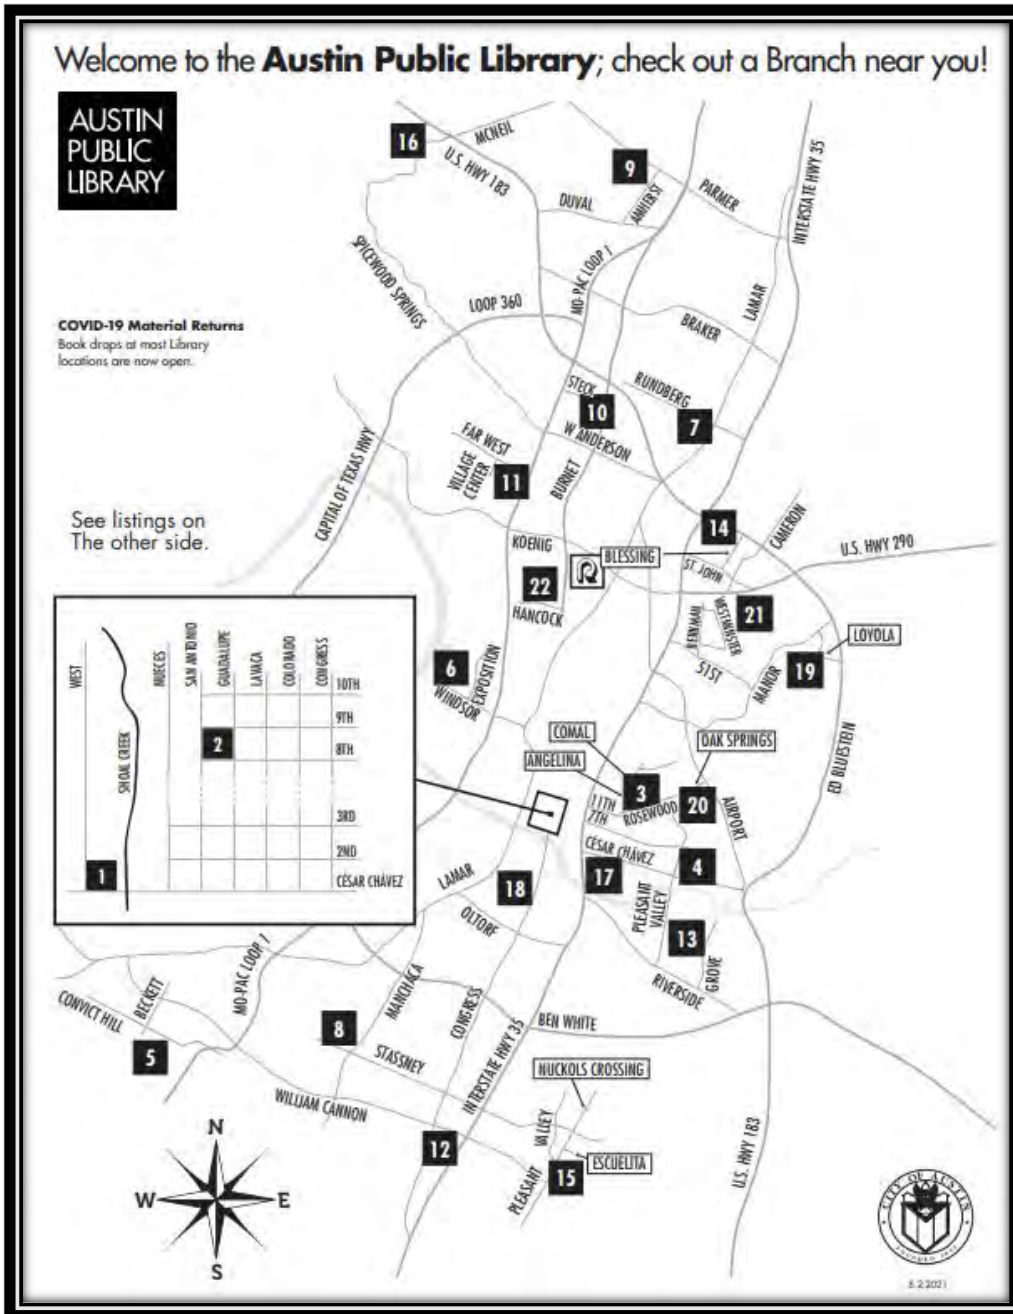 Welcome to the Austin Public Library; check out a Branch near you!
AUSTIN
PUBLIC
LIBRARY
16
MCNEIL
U.S. HWY 183
9
PARMER
INTERSTATE HWY 35
DUVAL
AMHERST
SPICEWOOD SPRINGS
MO-PAC LOOP 1
LOOP 360
LAMAR
BRAKER
COVID-19 Material Returns
Book drops at most Library
locations are now open.
STECK
RUNDBERG
10
7
FAR WEST
W ANDERSON
CAPITAL OF TEXAS HWY
VILLAGE
CENTER
11
BURNET
See listings on
The other side.
14
CAMERON
KOENIG
BLESSING
ST JOHN
U.S. HWY 290
22
HANCOCK
BERKMAN
WESTMINSTER
21
LOYOLA
6
EXPOSITION
WINDSOR
51ST
MANOR
19
WEST
SHOAL CREEK
NUECES
SAN ANTONIO
GUADALUPE
LAVACA
COLORADO
CONGRESS
10TH
9TH
2
8TH
3RD
2ND
1
CÉSAR CHÁVEZ
COMAL
OAK SPRINGS
ANGELINA
ED BLUESTEIN
3
11TH
7TH
ROSEWOOD
20
AIRPORT
CÉSAR CHÁVEZ
LAMAR
18
17
4
OLTORF
PLEASANT
VALLEY
13
MO-PAC LOOP 1
MANCHACA
GROVE
RIVERSIDE
CONVICT HILL
BECKETT
CONGRESS
BEN WHITE
5
8
STASSNEY
INTERSTATE HWY 35
NUCKOLS CROSSING
WILLIAM CANNON
12
PLEASANT
VALLEY
15
ESCUELITA
U.S. HWY 183
N
W
E
S
CITY OF AUSTIN
FOUNDED 1839